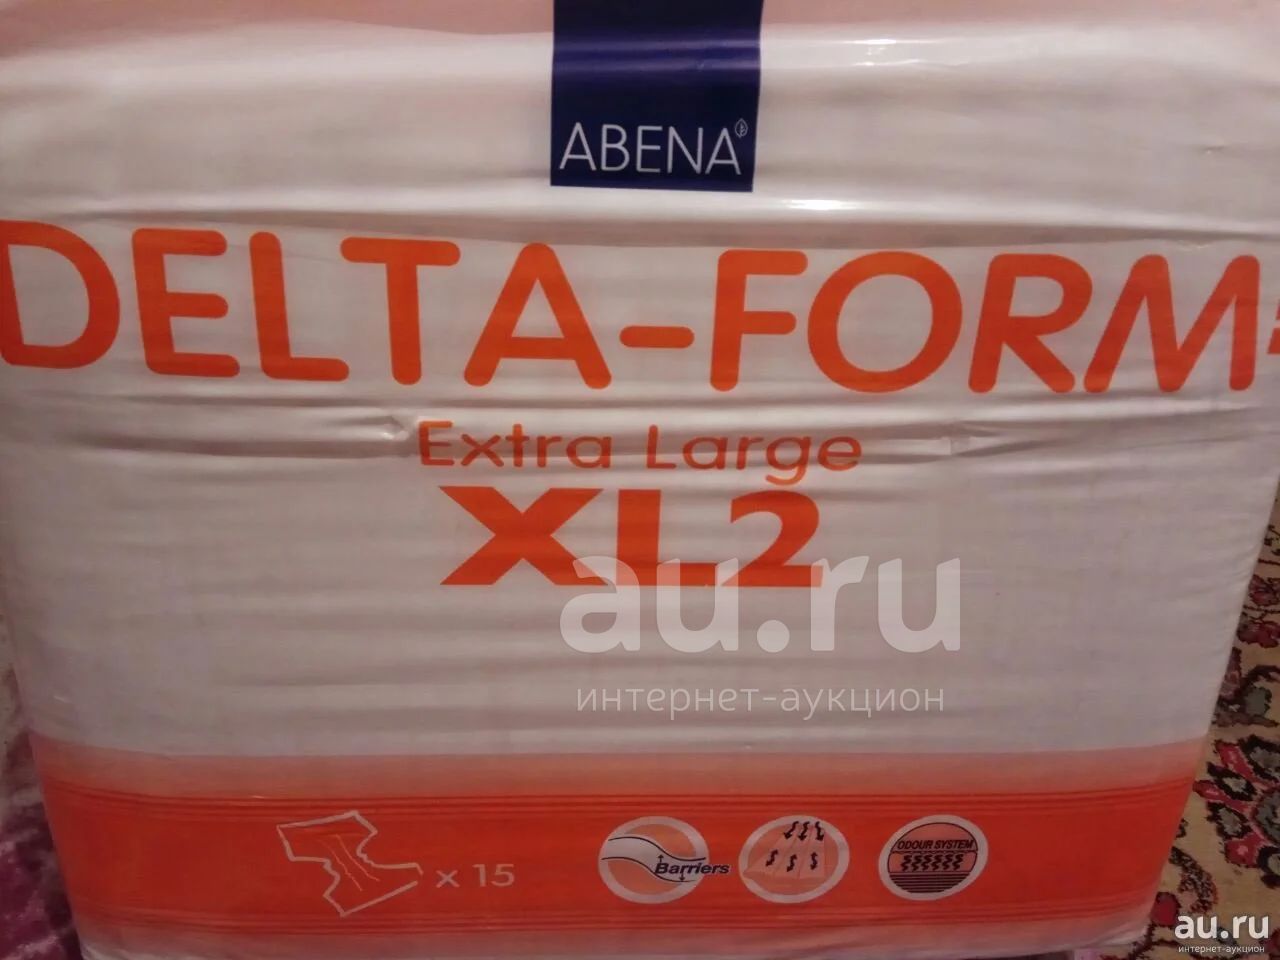 ABENA
DELTA-FORM
Extra Large
XL2
au.ru
интернет-аукцион
x 15
Barriers
ODOUR SYSTEM
au.ru
интернет-аукцион